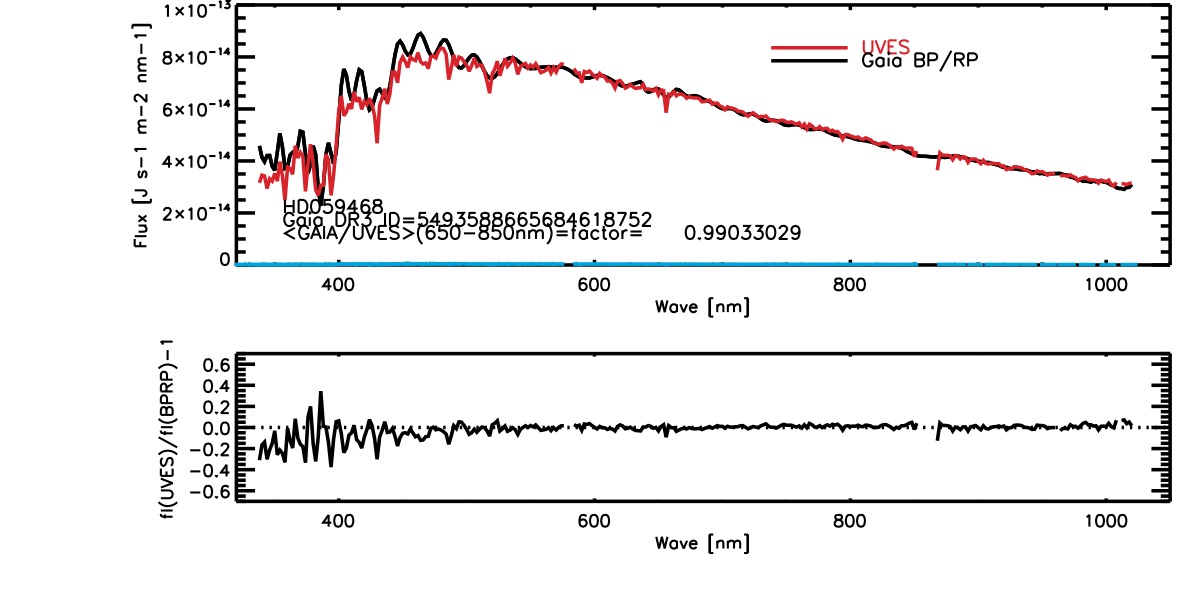 1×10−13
8×10−14
6×10−14
4×10−14
2×10−14
0
Flux [J s−1 m−2 nm−1]
UVES
Gaia BP/RP
HD059468
Gaia DR3 ID=5493588665684618752
<GAIA/UVES>(650−850nm)=factor= 0.99033029
400 600 800 1000
Wave [nm]
0.6
0.4
0.2
0.0
−0.2
−0.4
−0.6
fl(UVES)/fl(BPRP)−1
400 600 800 1000
Wave [nm]